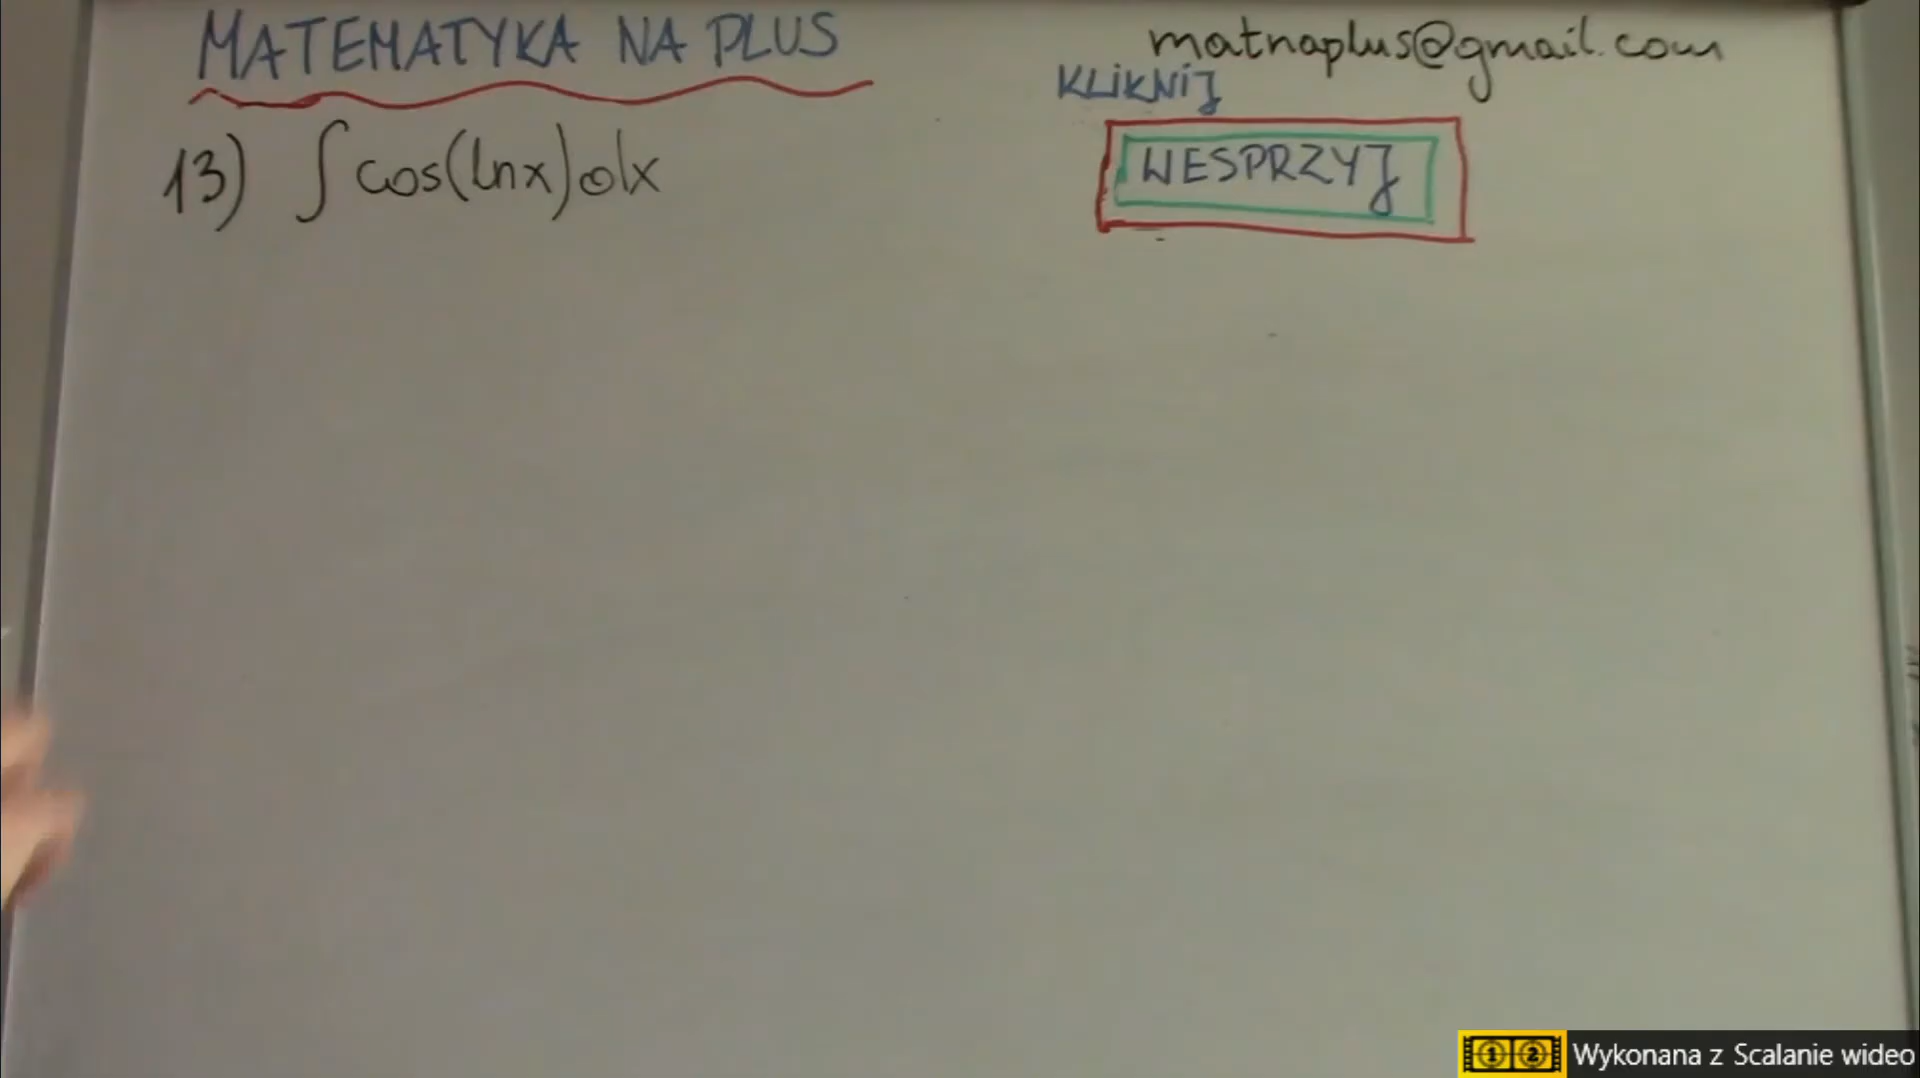 MATEMATYKA NA PLUS
matnaplus@gmail.com
KLIKNIJ
WESPRZYJ
13) ∫ cos(lnx)dx
Wykonana z Scalanie wideo